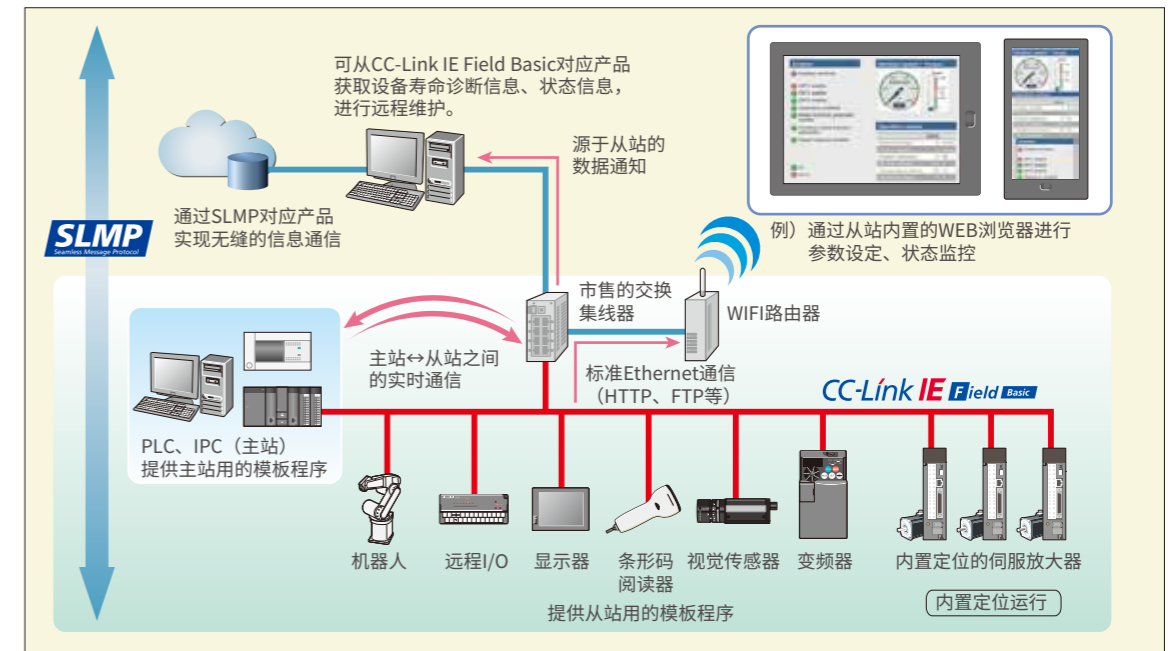 可从CC-Link IE Field Basic对应产品
获取设备寿命诊断信息、状态信息，
进行远程维护。
源于从站的
数据通知
通过SLMP对应产品
实现无缝的信息通信
SLMP
Seamless Message Protocol
例）通过从站内置的WEB浏览器进行
参数设定、状态监控
市售的交换
集线器
WIFI路由器
主站↔从站之间
的实时通信
标准Ethernet通信
（HTTP、FTP等）
CC-Link IE Field Basic
PLC、IPC（主站）
提供主站用的模板程序
机器人
远程I/O
显示器
条形码
阅读器
视觉传感器
变频器
内置定位的伺服放大器
内置定位运行
提供从站用的模板程序